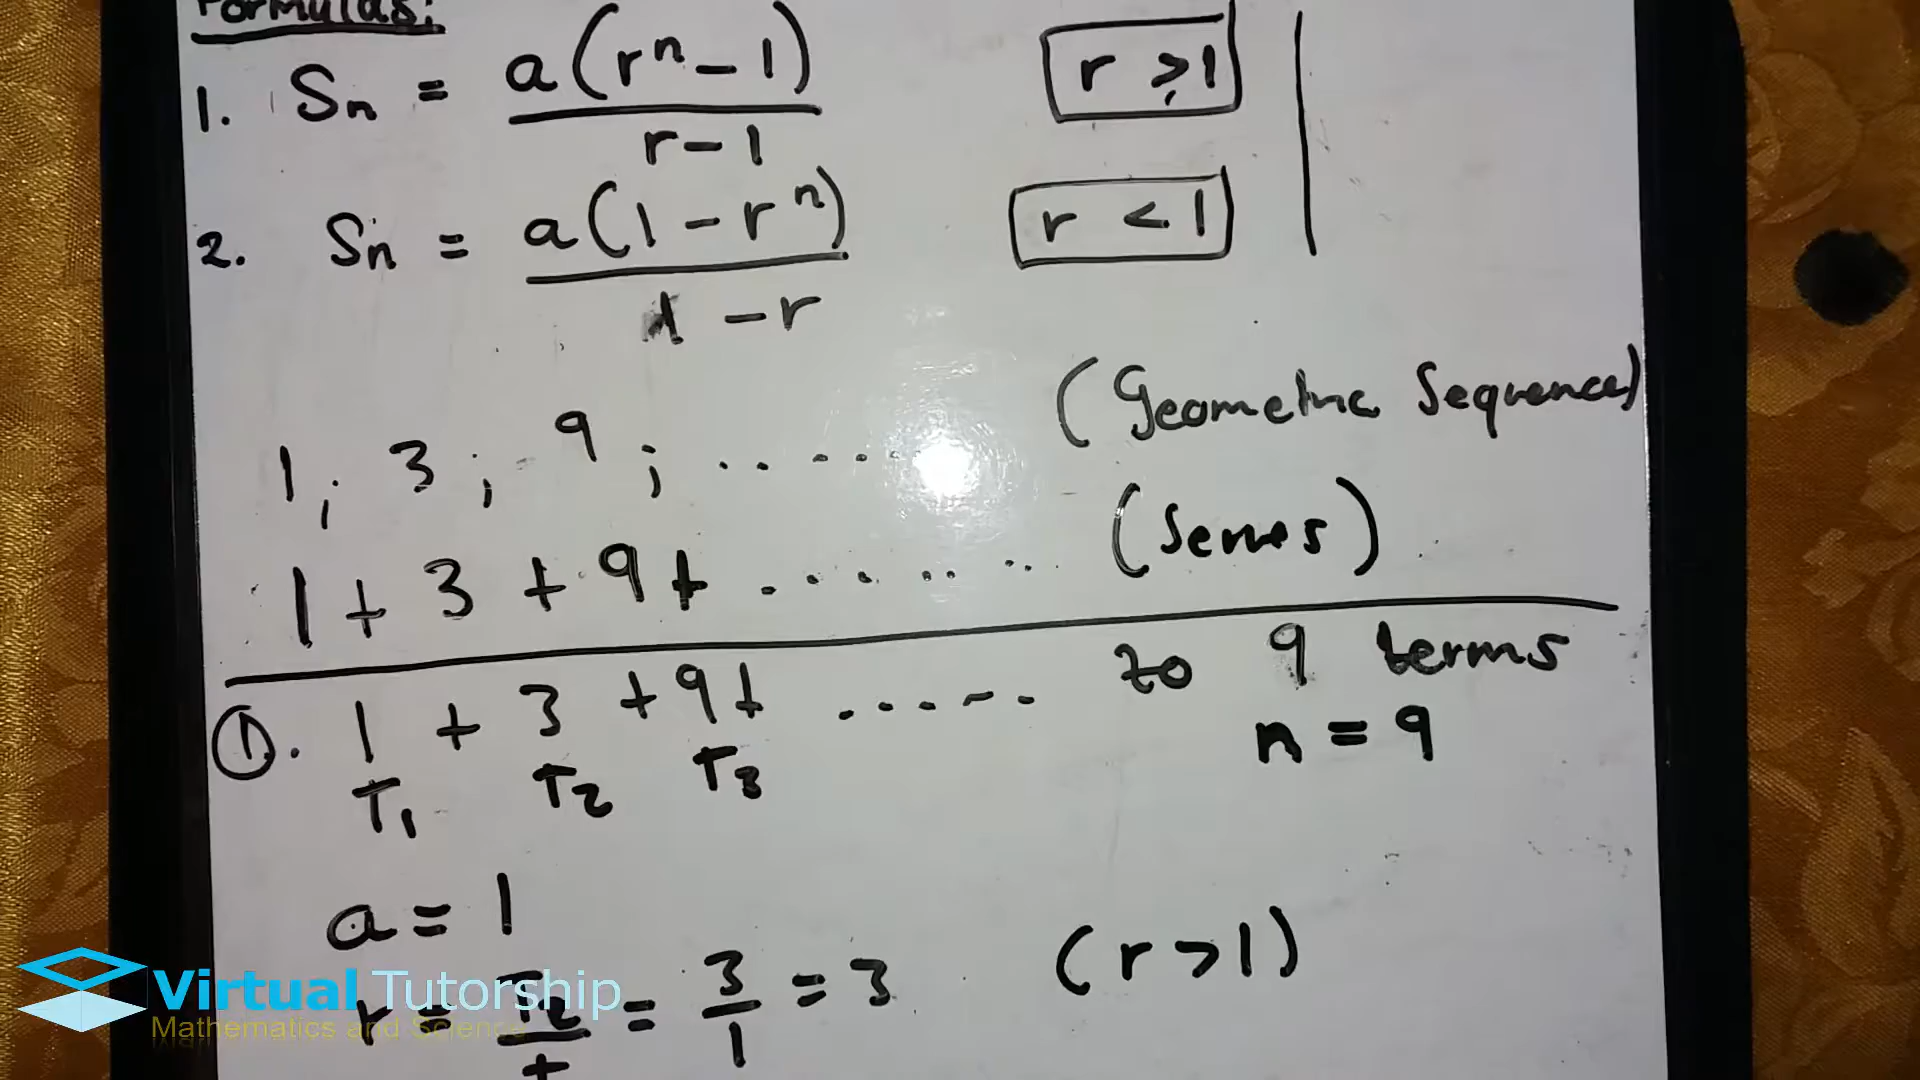 Formulas:
1. Sn = a(rⁿ - 1) / r - 1    r > 1
2. Sn = a(1 - rⁿ) / 1 - r    r < 1
1 ; 3 ; 9 ; ....... (Geometric Sequence)
1 + 3 + 9 + ........ (Series)
①. 1 + 3 + 9 + ....... to 9 terms
T₁ T₂ T₃ n = 9
a = 1
r = T₂ / T = 3/1 = 3 (r > 1)
Virtual Tutorship
Mathematics and Science